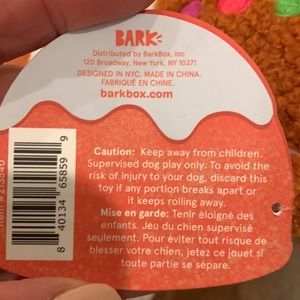 BARK
Distributed by BarkBox, Inc
120 Broadway, New York, NY 10271
DESIGNED IN NYC. MADE IN CHINA.
FABRIQUÉ EN CHINE.
barkbox.com
Caution: Keep away from children.
Supervised dog play only. To avoid the
risk of injury to your dog, discard this
toy if any portion breaks apart or
it keeps rolling away.
Mise en garde: Tenir éloigné des
enfants. Jeu du chien supervisé
seulement. Pour éviter tout risque de
blesser votre chien, jetez ce jouet si
toute partie se sépare.
8 40134 65859 9